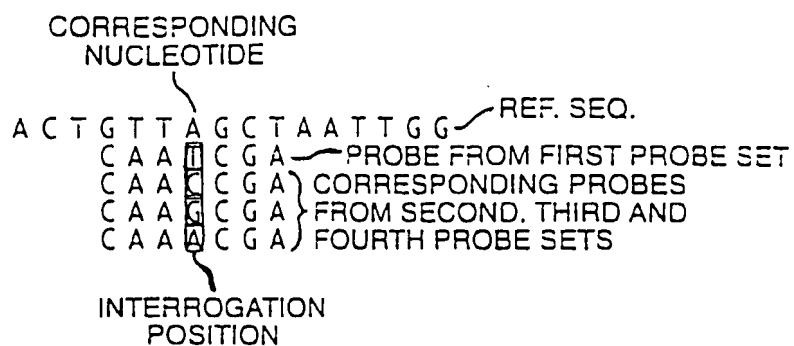 CORRESPONDING
NUCLEOTIDE
A C T G T T A G C T A A T T G G REF. SEQ.
C A A T C G A PROBE FROM FIRST PROBE SET
C A A C C G A CORRESPONDING PROBES
C A A G C G A FROM SECOND, THIRD AND
C A A A C G A FOURTH PROBE SETS
INTERROGATION
POSITION